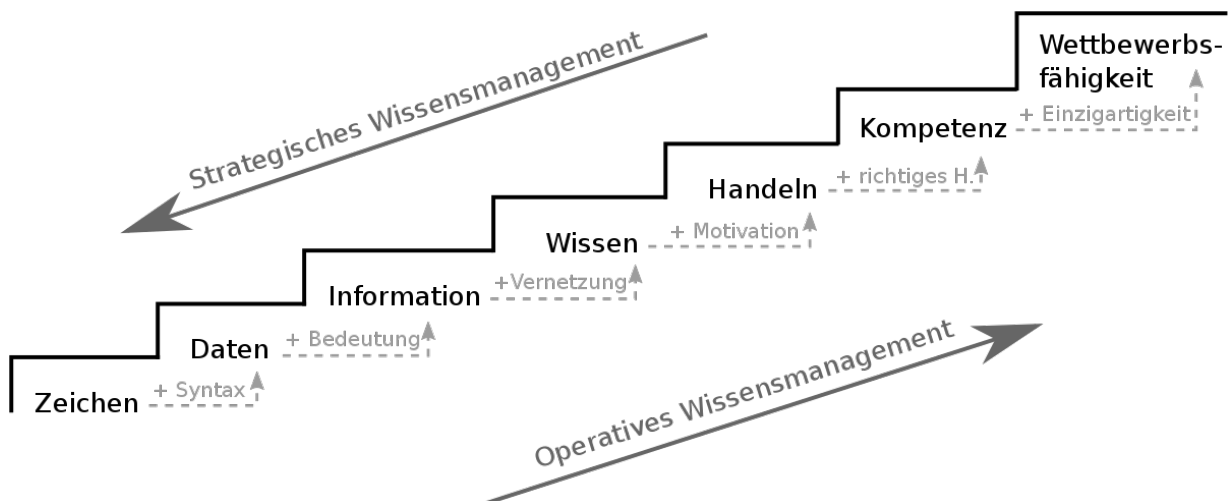 Wettbewerbs-
fähigkeit
Strategisches Wissensmanagement
+ Einzigartigkeit
Kompetenz
+ richtiges H.
Handeln
+ Motivation
Wissen
+Vernetzung
Information
+ Bedeutung
Daten
+ Syntax
Zeichen
Operatives Wissensmanagement